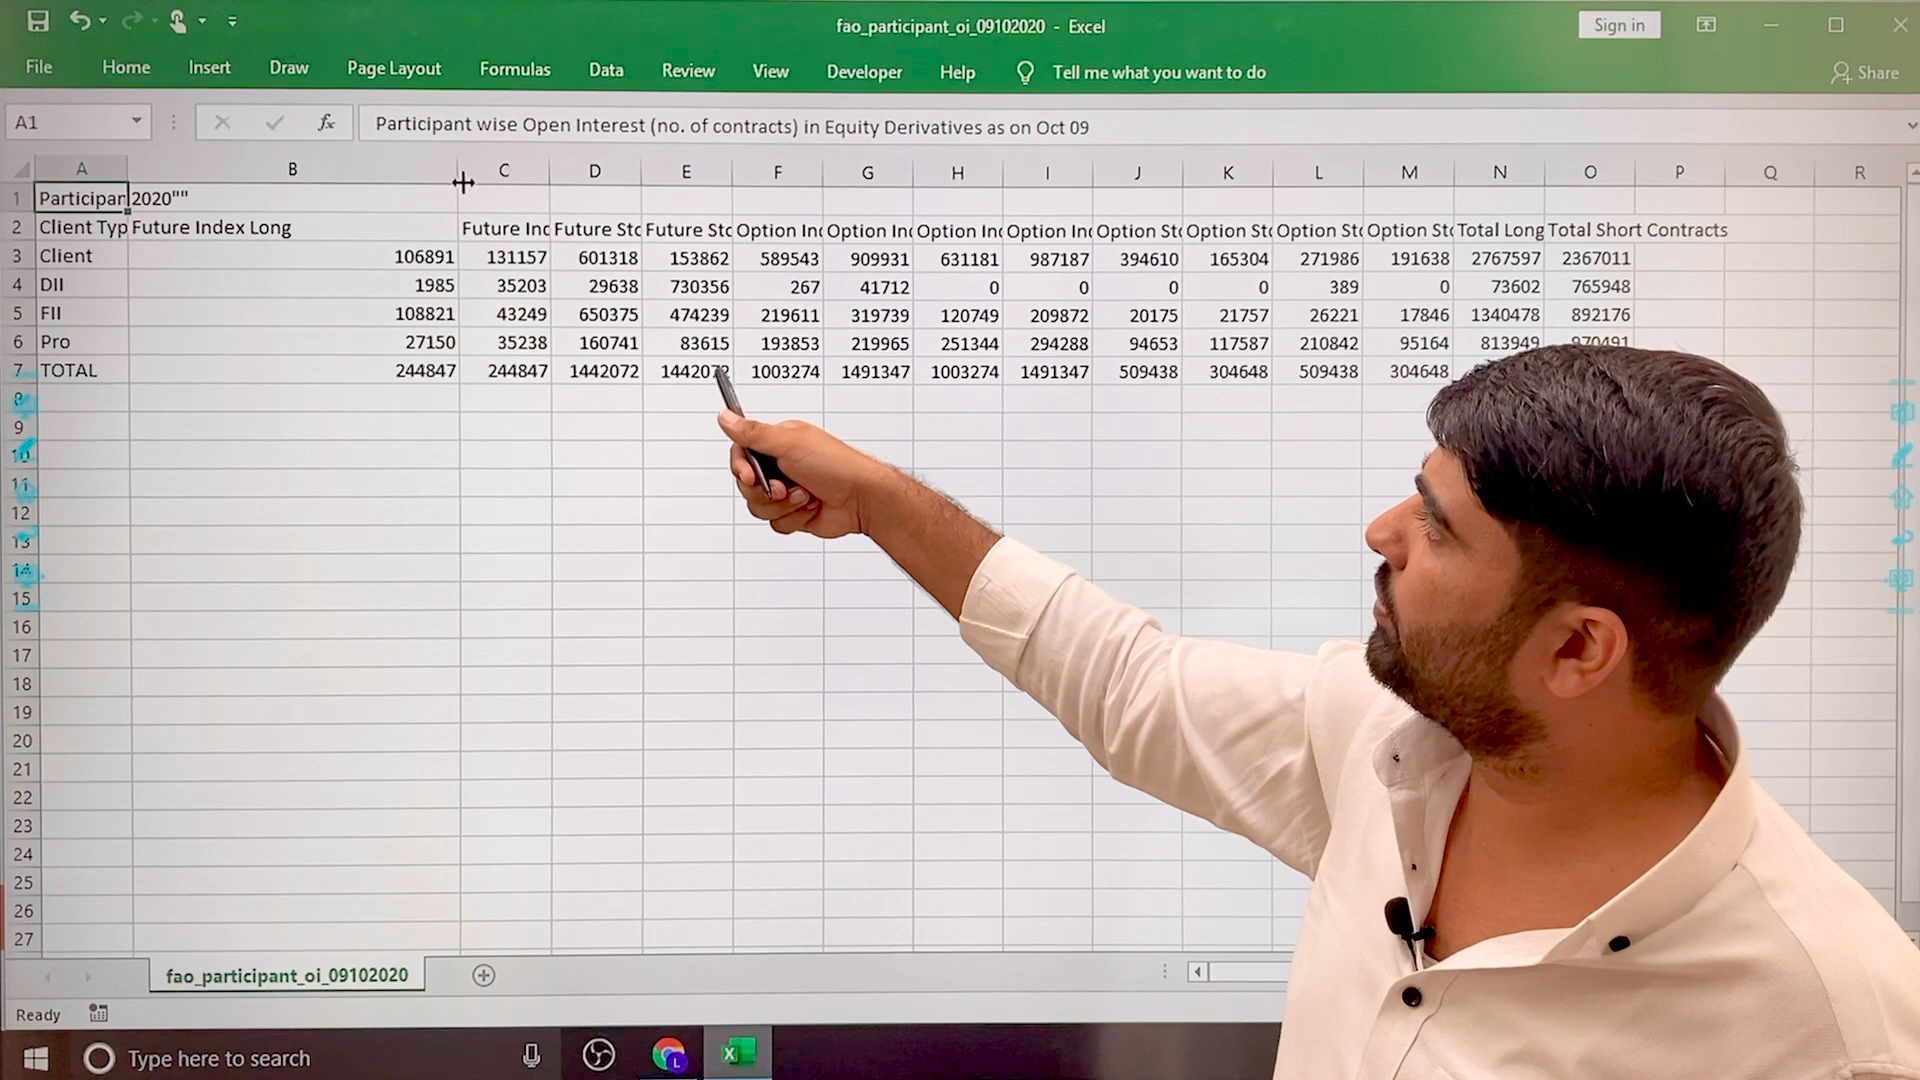 fao_participant_oi_09102020 - Excel
Sign in
File Home Insert Draw Page Layout Formulas Data Review View Developer Help Tell me what you want to do Share
A1 fx Participant wise Open Interest (no. of contracts) in Equity Derivatives as on Oct 09
A B C D E F G H I J K L M N O P Q R
1 Participan 2020""
2 Client Typ Future Index Long Future Inc Future Sto Future Sto Option Inc Option Inc Option Inc Option Inc Option Sto Option Sto Option Sto Option Sto Total Long Total Short Contracts
3 Client 106891 131157 601318 153862 589543 909931 631181 987187 394610 165304 271986 191638 2767597 2367011
4 DII 1985 35203 29638 730356 267 41712 0 0 0 0 389 0 73602 765948
5 FII 108821 43249 650375 474239 219611 319739 120749 209872 20175 21757 26221 17846 1340478 892176
6 Pro 27150 35238 160741 83615 193853 219965 251344 294288 94653 117587 210842 95164 813949 970491
7 TOTAL 244847 244847 1442072 1442072 1003274 1491347 1003274 1491347 509438 304648 509438 304648
8
9
10
11
12
13
14
15
16
17
18
19
20
21
22
23
24
25
26
27
fao_participant_oi_09102020
Ready
Type here to search
L
X